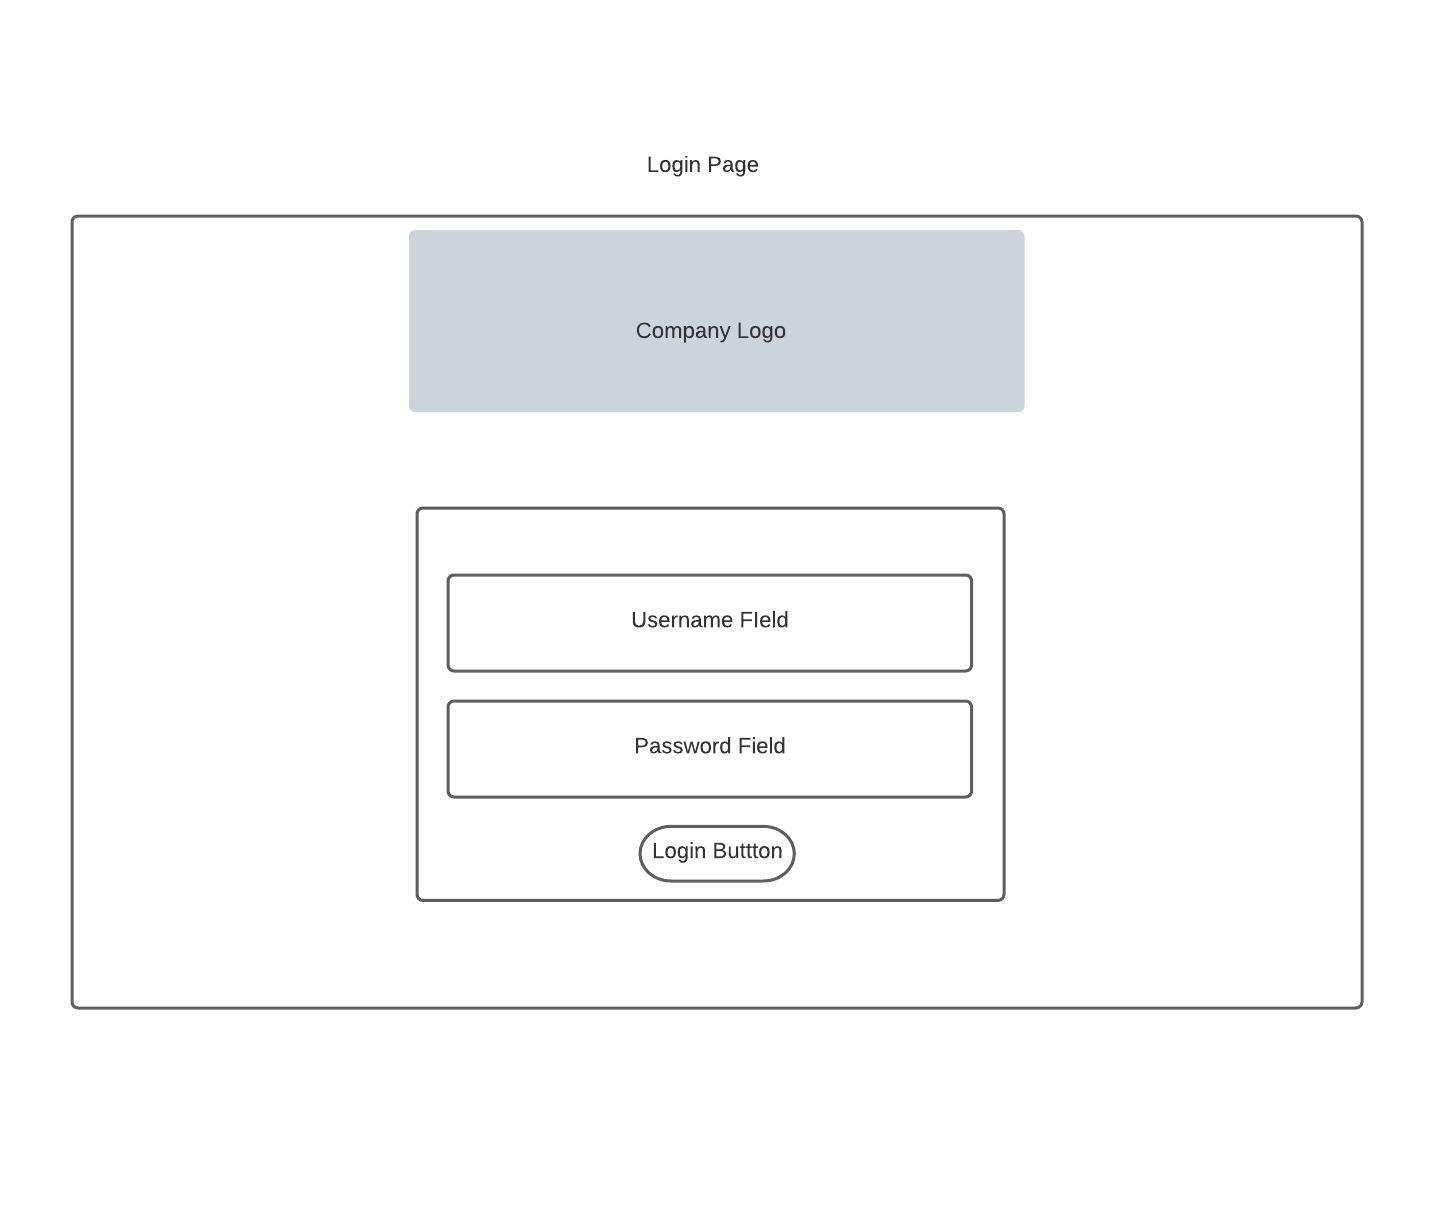 Login Page
Company Logo
Username FIeld
Password Field
Login Buttton